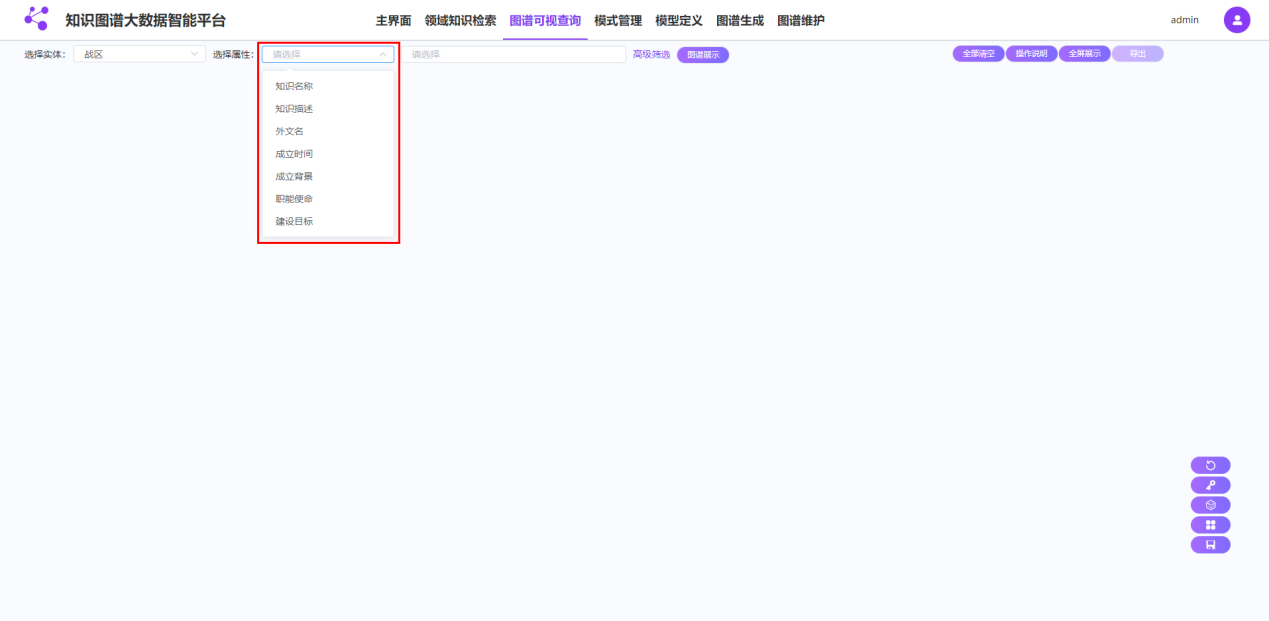 知识图谱大数据智能平台
主界面 领域知识检索 图谱可视查询 模式管理 模型定义 图谱生成 图谱维护
admin
选择实体： 战区 选择属性： 请选择 请选择 高级筛选 图谱展示
全部清空 操作说明 全屏展示 导出
知识名称
知识描述
外文名
成立时间
成立背景
职能使命
建设目标